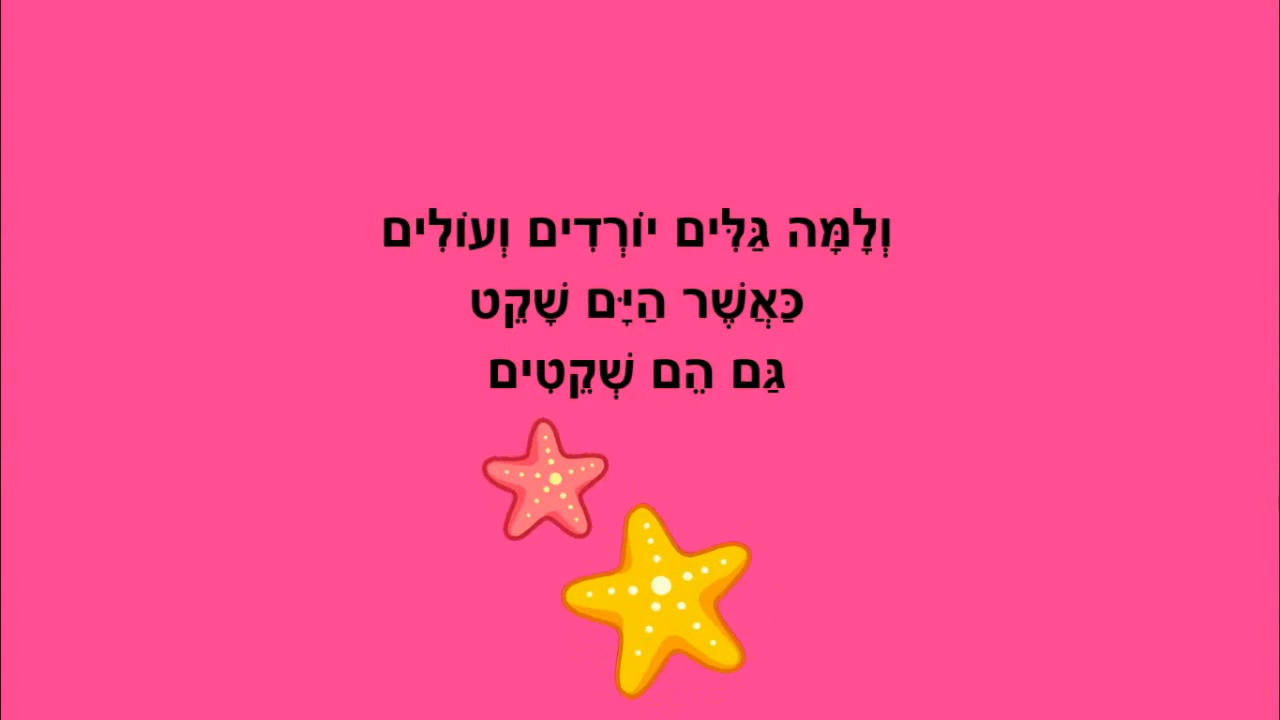 וְלָמָּה גַּלִּים יוֹרְדִים וְעוֹלִים
כַּאֲשֶׁר הַיָּם שָׁקֵט
גַּם הֵם שְׁקֵטִים